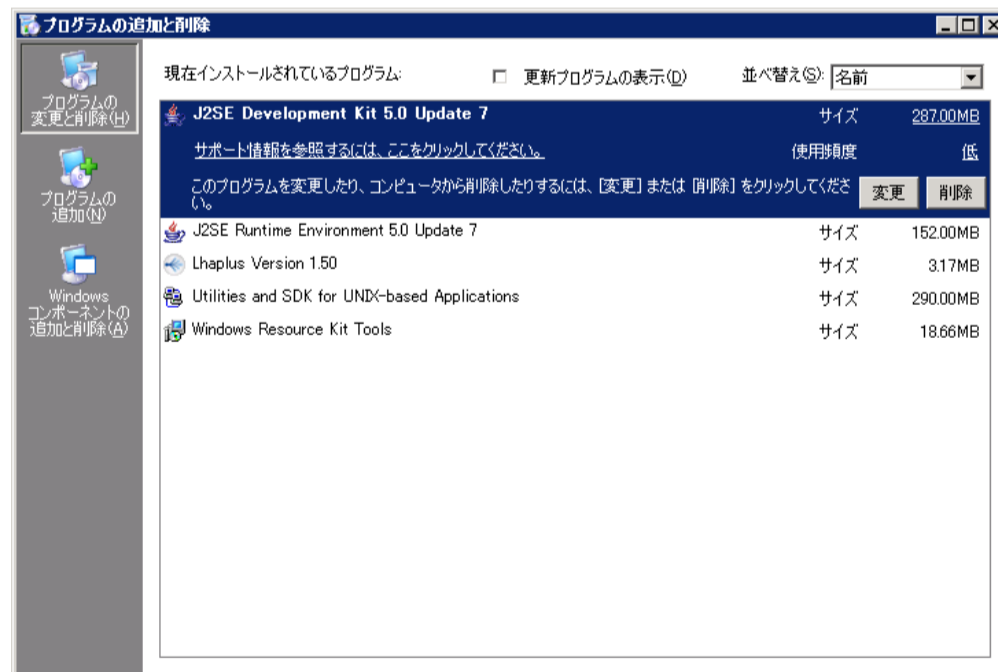 プログラムの追加と削除
現在インストールされているプログラム: 更新プログラムの表示(D) 並べ替え(S): 名前
プログラムの
変更と削除(H)
プログラムの
追加(N)
Windows
コンポーネントの
追加と削除(A)
J2SE Development Kit 5.0 Update 7 サイズ 287.00MB
サポート情報を参照するには、ここをクリックしてください。 使用頻度 低
このプログラムを変更したり、コンピュータから削除したりするには、[変更] または [削除] をクリックしてくださ
い。
変更 削除
J2SE Runtime Environment 5.0 Update 7 サイズ 152.00MB
Lhaplus Version 1.50 サイズ 3.17MB
Utilities and SDK for UNIX-based Applications サイズ 290.00MB
Windows Resource Kit Tools サイズ 18.66MB